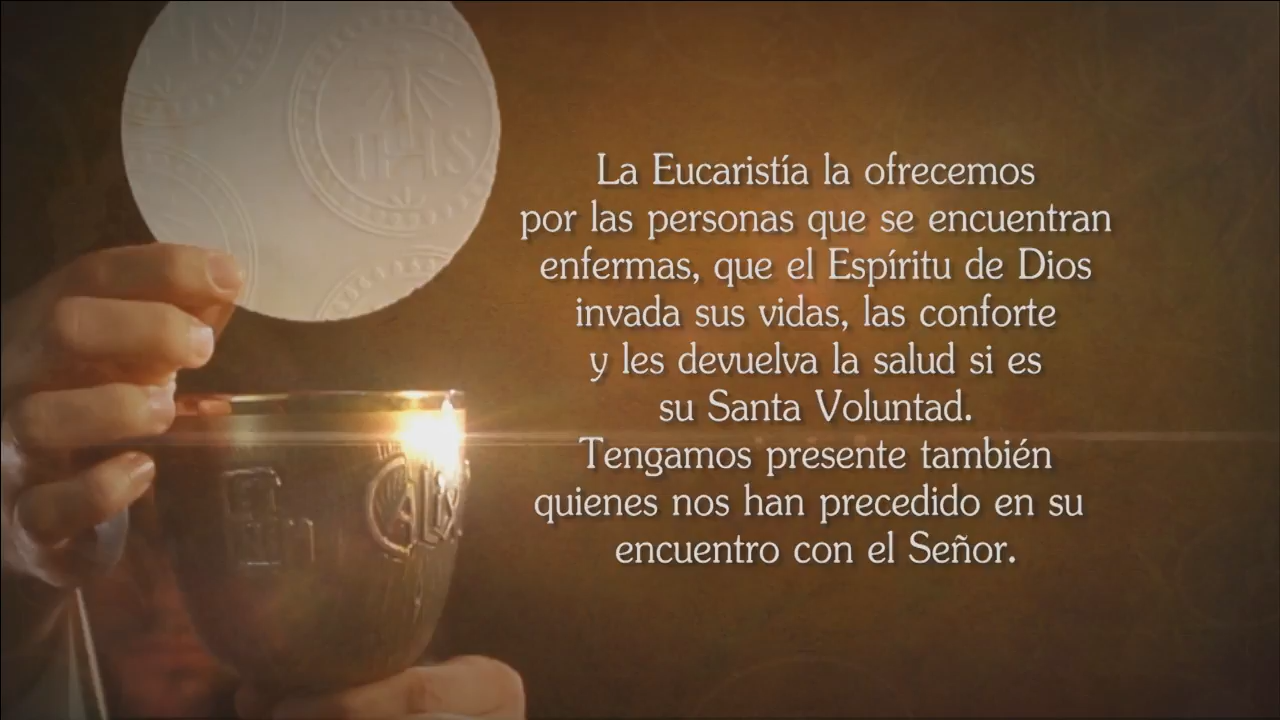 IHS
La Eucaristía la ofrecemos
por las personas que se encuentran
enfermas, que el Espíritu de Dios
invada sus vidas, las conforte
y les devuelva la salud si es
su Santa Voluntad.
Tengamos presente también
quienes nos han precedido en su
encuentro con el Señor.